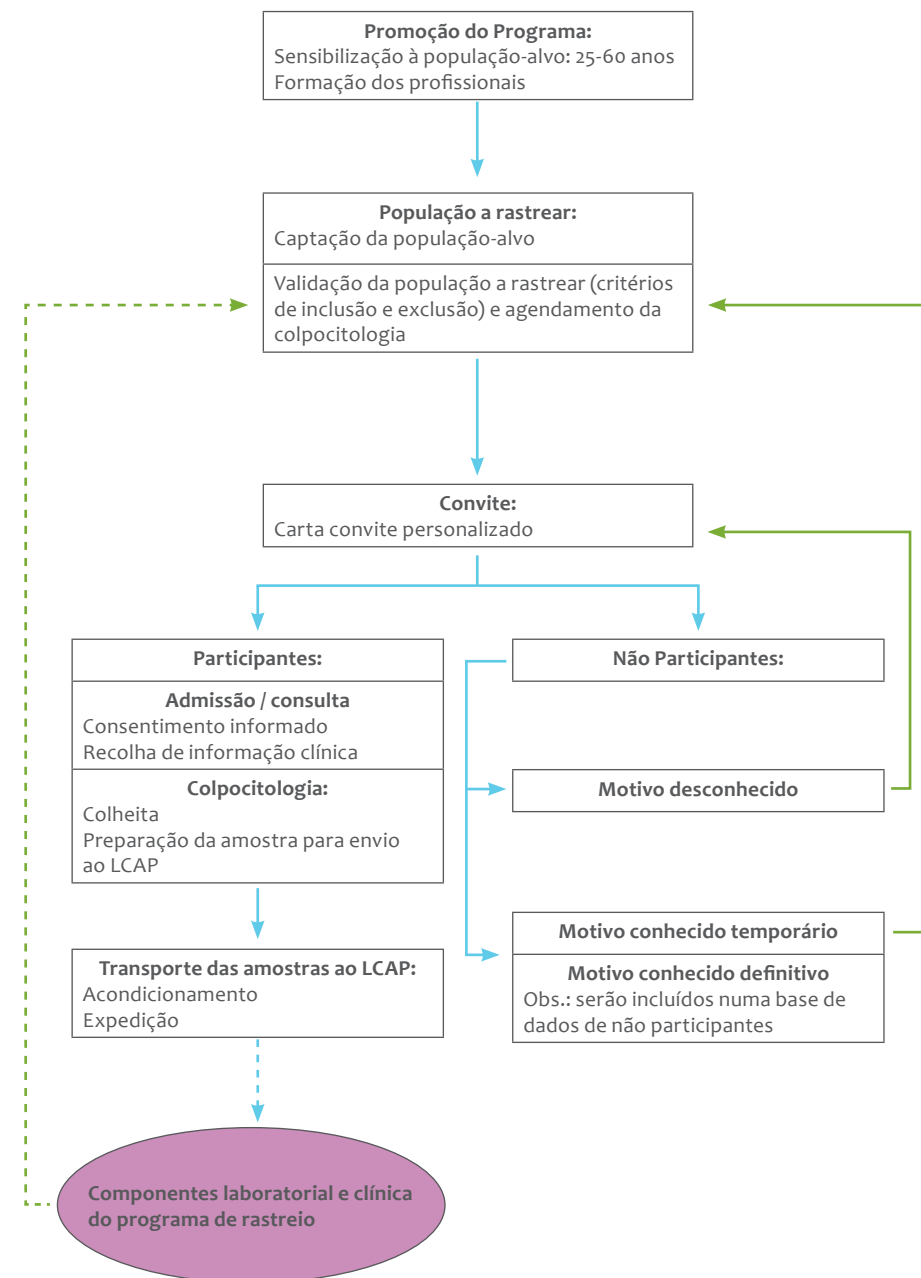 Promoção do Programa:
Sensibilização à população-alvo: 25-60 anos
Formação dos profissionais
População a rastrear:
Captação da população-alvo
Validação da população a rastrear (critérios
de inclusão e exclusão) e agendamento da
colpocitologia
Convite:
Carta convite personalizado
Participantes:
Admissão / consulta
Consentimento informado
Recolha de informação clínica
Colpocitologia:
Colheita
Preparação da amostra para envio
ao LCAP
Transporte das amostras ao LCAP:
Acondicionamento
Expedição
Não Participantes:
Motivo desconhecido
Motivo conhecido temporário
Motivo conhecido definitivo
Obs.: serão incluídos numa base de
dados de não participantes
Componentes laboratorial e clínica
do programa de rastreio